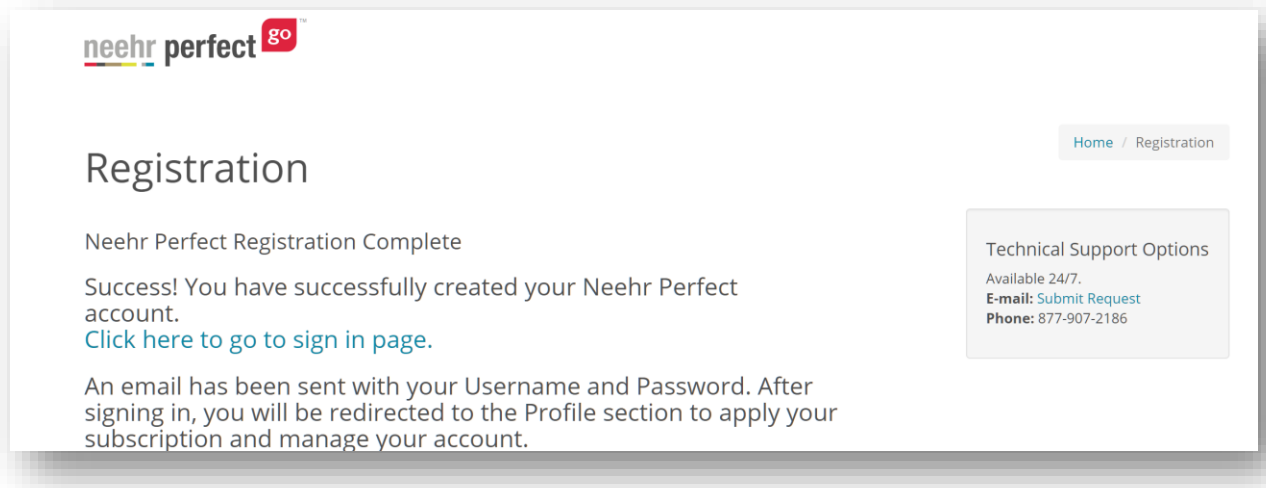 neehr perfect go™
Home / Registration
Registration
Neehr Perfect Registration Complete
Success! You have successfully created your Neehr Perfect
account.
Click here to go to sign in page.
An email has been sent with your Username and Password. After
signing in, you will be redirected to the Profile section to apply your
subscription and manage your account.
Technical Support Options
Available 24/7.
E-mail: Submit Request
Phone: 877-907-2186